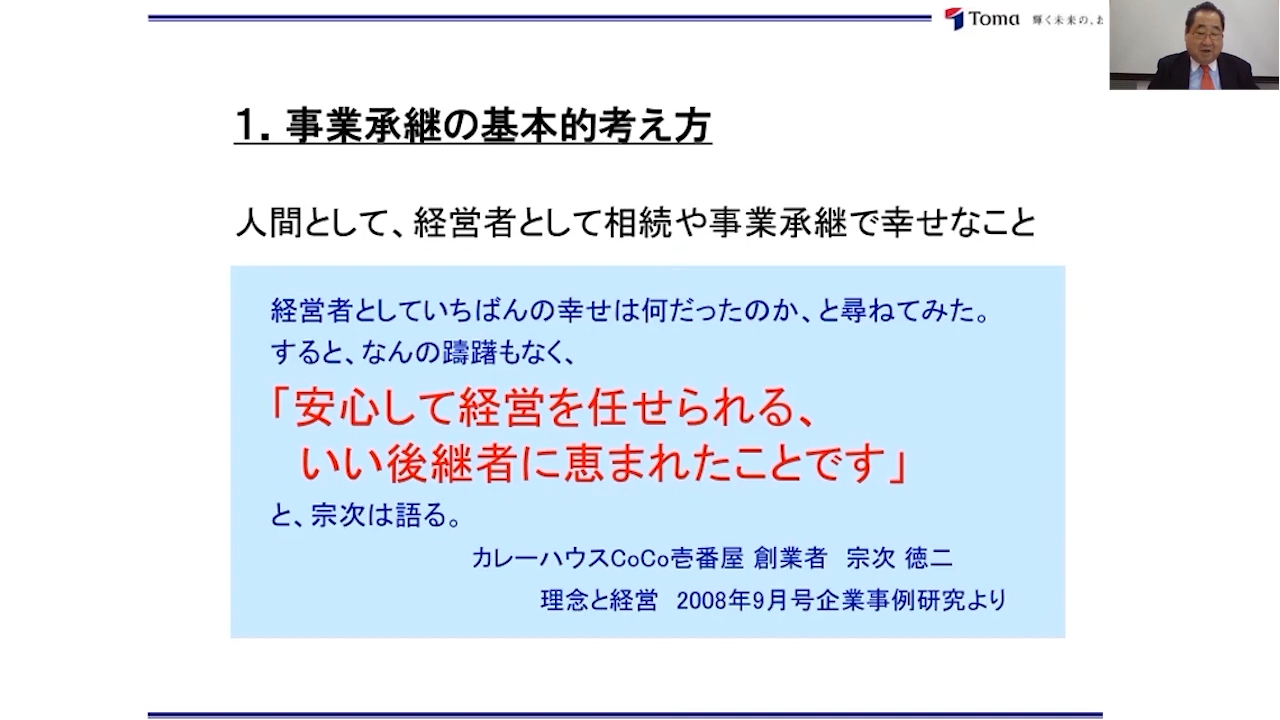 Toma 輝く未来の、お
1．事業承継の基本的考え方
人間として、経営者として相続や事業承継で幸せなこと
経営者としていちばんの幸せは何だったのか、と尋ねてみた。
すると、なんの躊躇もなく、
「安心して経営を任せられる、
いい後継者に恵まれたことです」
と、宗次は語る。
カレーハウスCoCo壱番屋 創業者　宗次 徳二
理念と経営　2008年9月号企業事例研究より